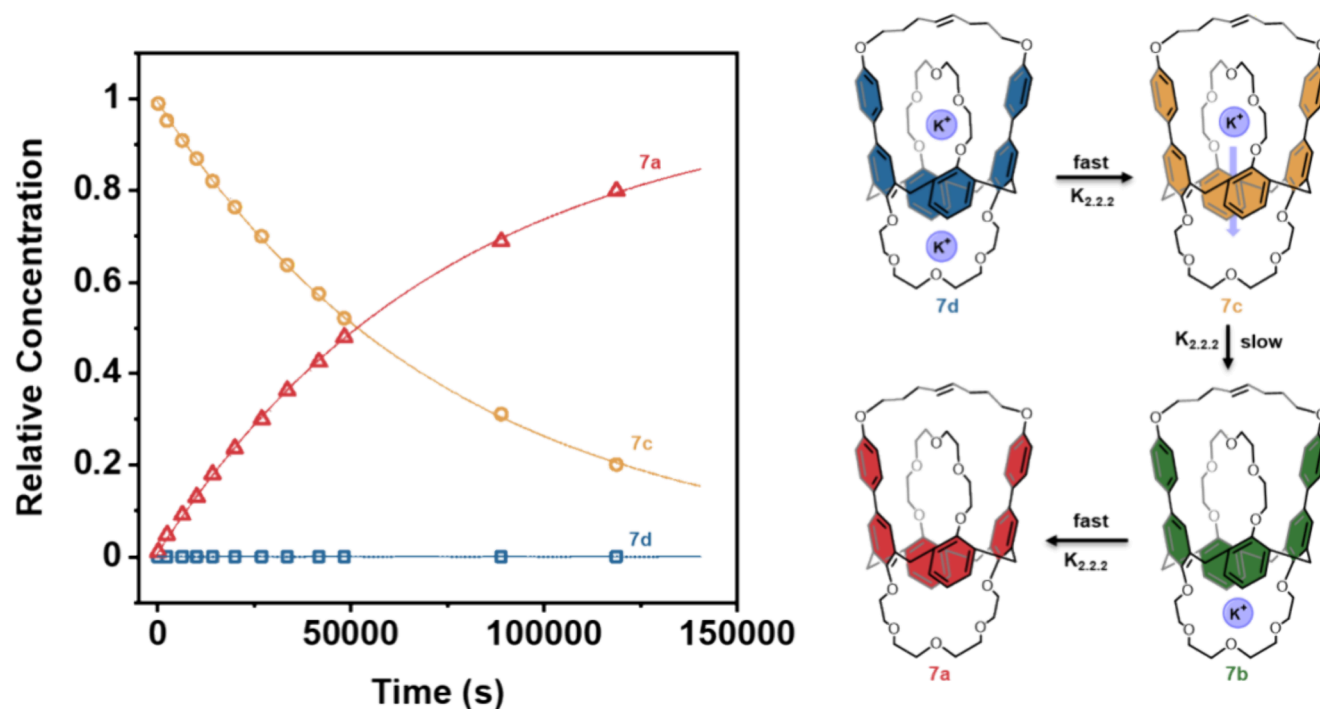 Relative Concentration
1
0.8
0.6
0.4
0.2
0
7a
7c
7d
0 50000 100000 150000
Time (s)
O O
O
O O
K⁺
O O
O O
K⁺
O O
O
7d
fast
K₂.₂.₂
O O
O
O O
K⁺
O O
O O
O O
O
7c
K₂.₂.₂ slow
O O
O
O O
O O
O O
O O
O
7a
fast
K₂.₂.₂
O O
O
O O
O O
O O
K⁺
O O
O
7b